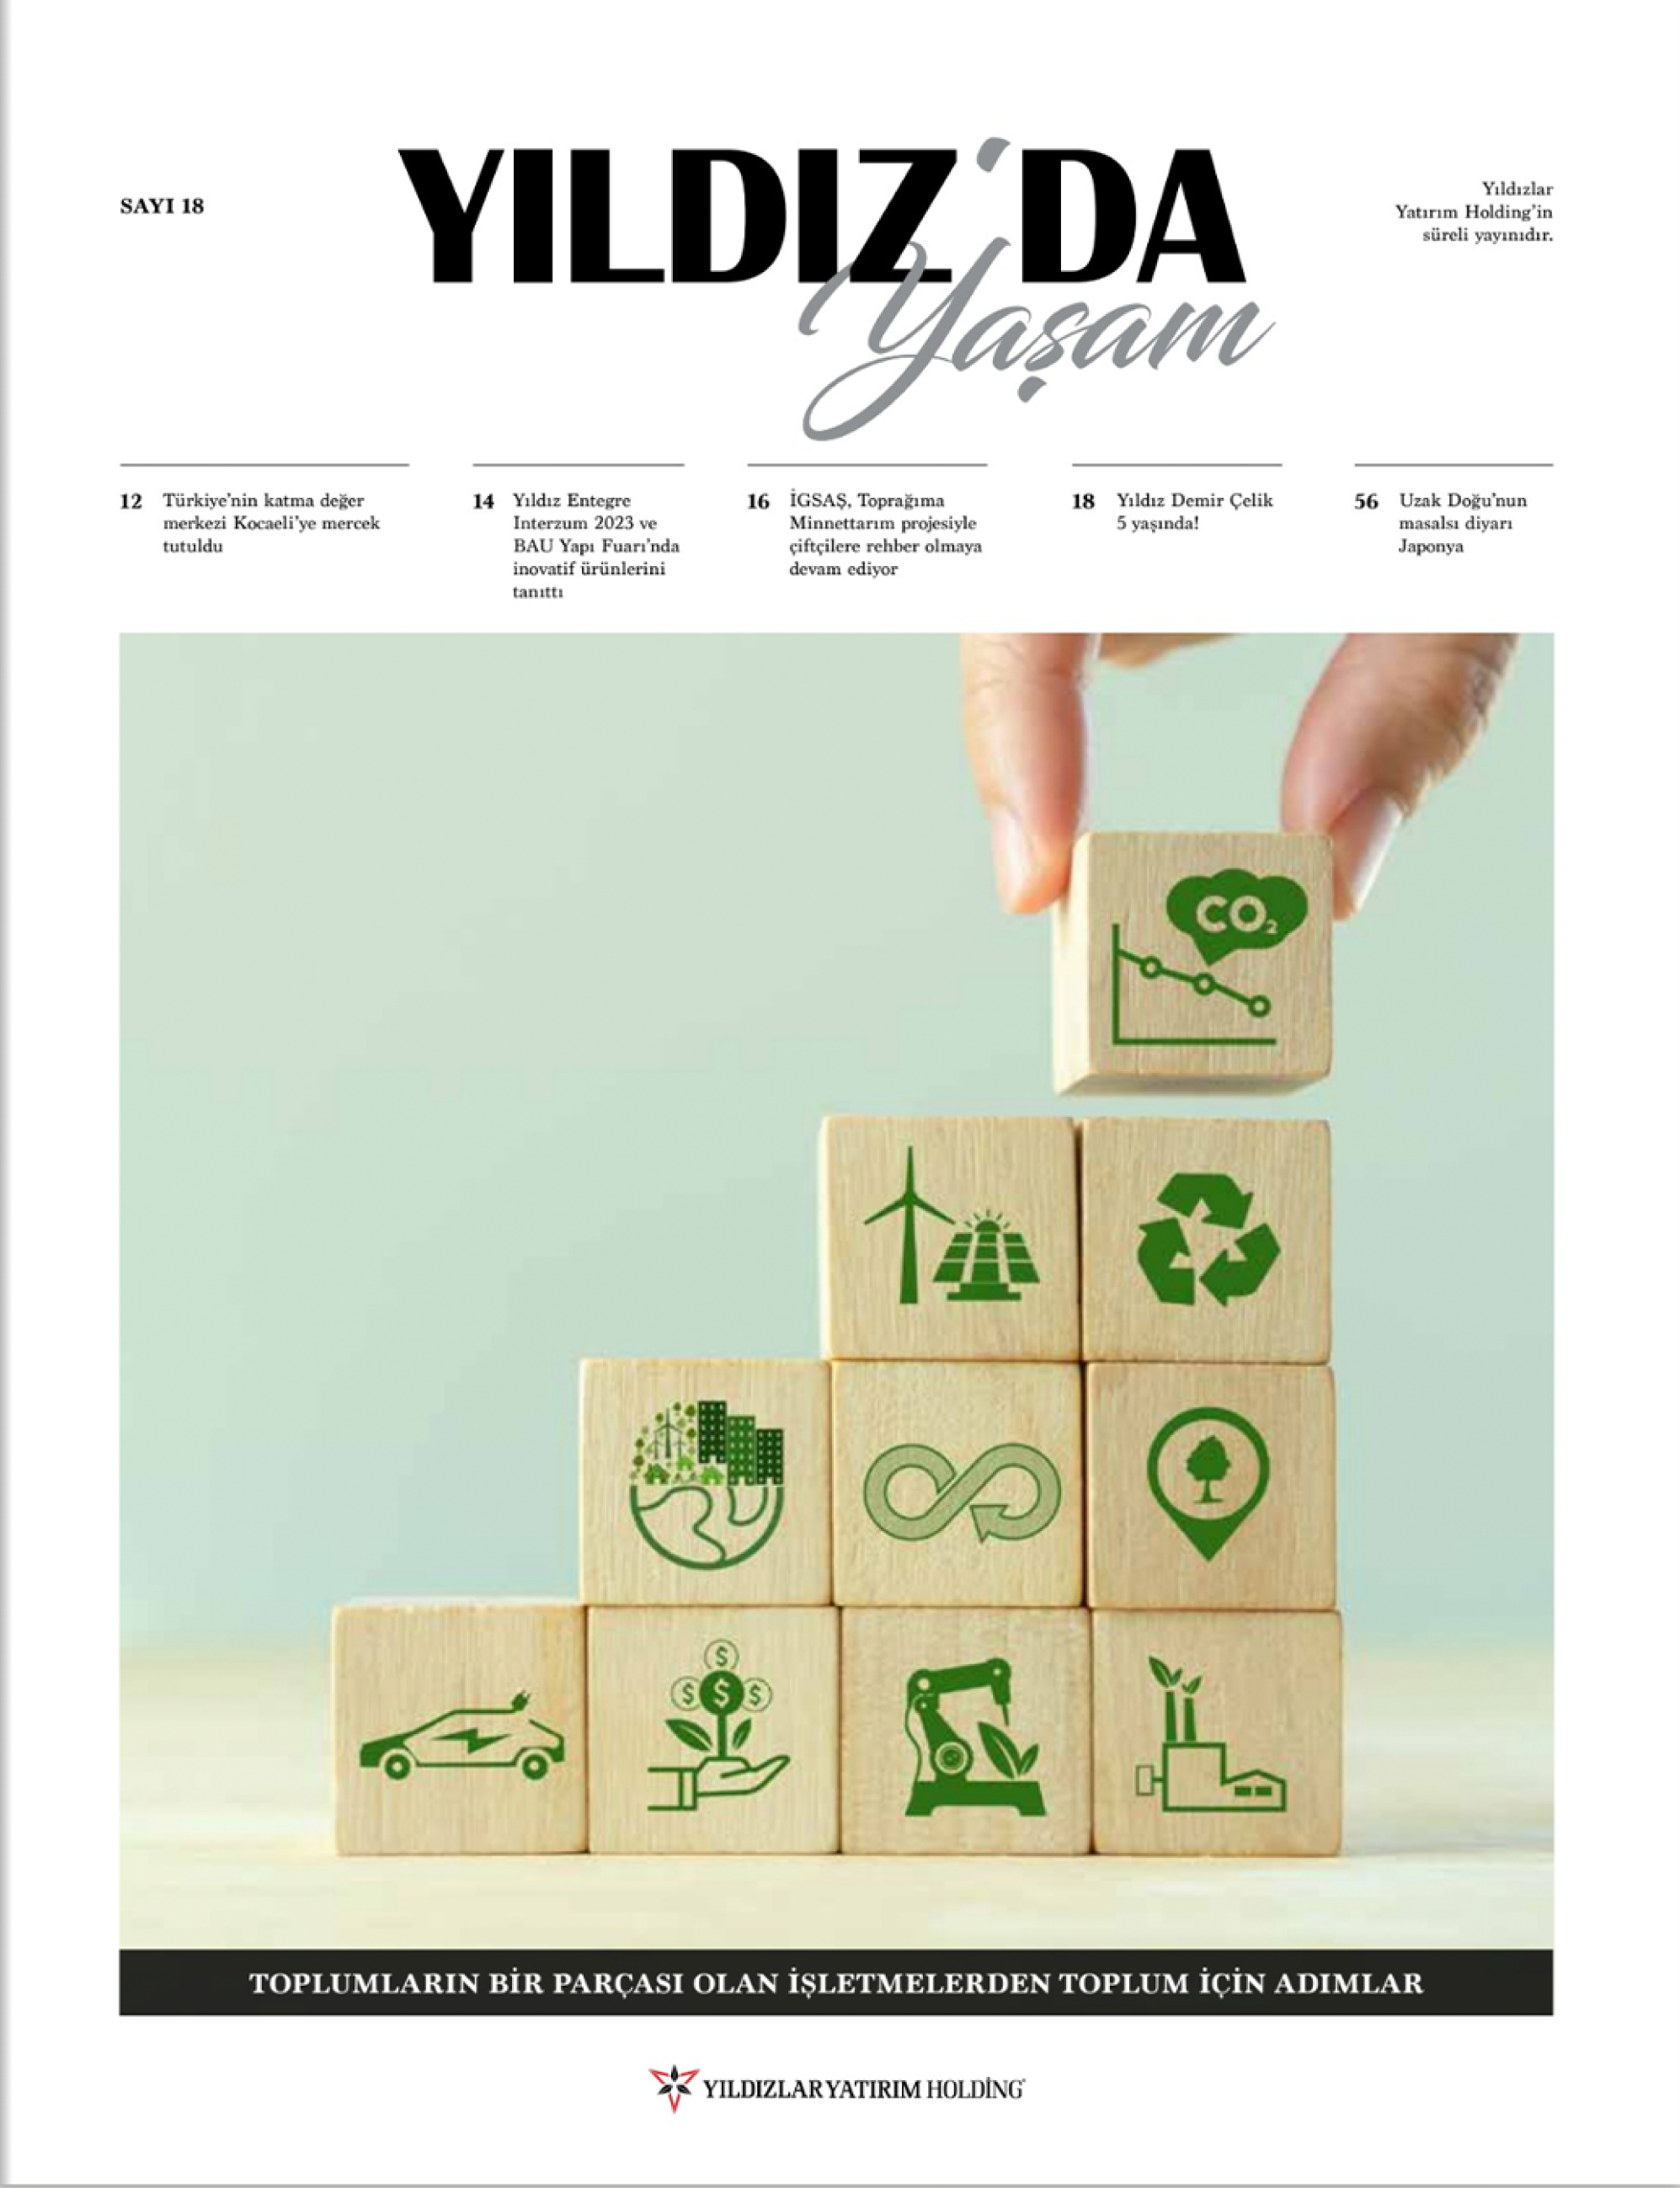 SAYI 18
YILDIZ'DA
Yaşam
Yıldızlar
Yatırım Holding'in
süreli yayınıdır.
12 Türkiye'nin katma değer
merkezi Kocaeli'ye mercek
tutuldu
14 Yıldız Entegre
Interzum 2023 ve
BAU Yapı Fuarı'nda
inovatif ürünlerini
tanıttı
16 İGSAŞ, Toprağıma
Minnettarım projesiyle
çiftçilere rehber olmaya
devam ediyor
18 Yıldız Demir Çelik
5 yaşında!
56 Uzak Doğu'nun
masalsı diyarı
Japonya
CO₂
$
$ $ $
TOPLUMLARIN BİR PARÇASI OLAN İŞLETMELERDEN TOPLUM İÇİN ADIMLAR
YILDIZLAR YATIRIM HOLDİNG